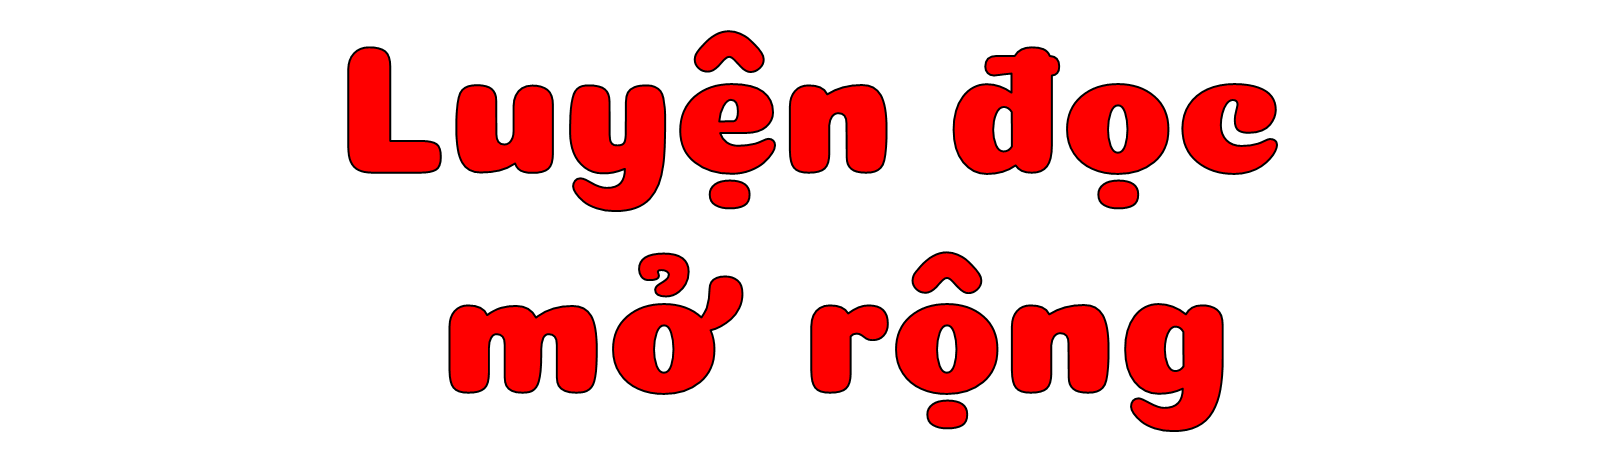 Luyện đọc
mở rộng